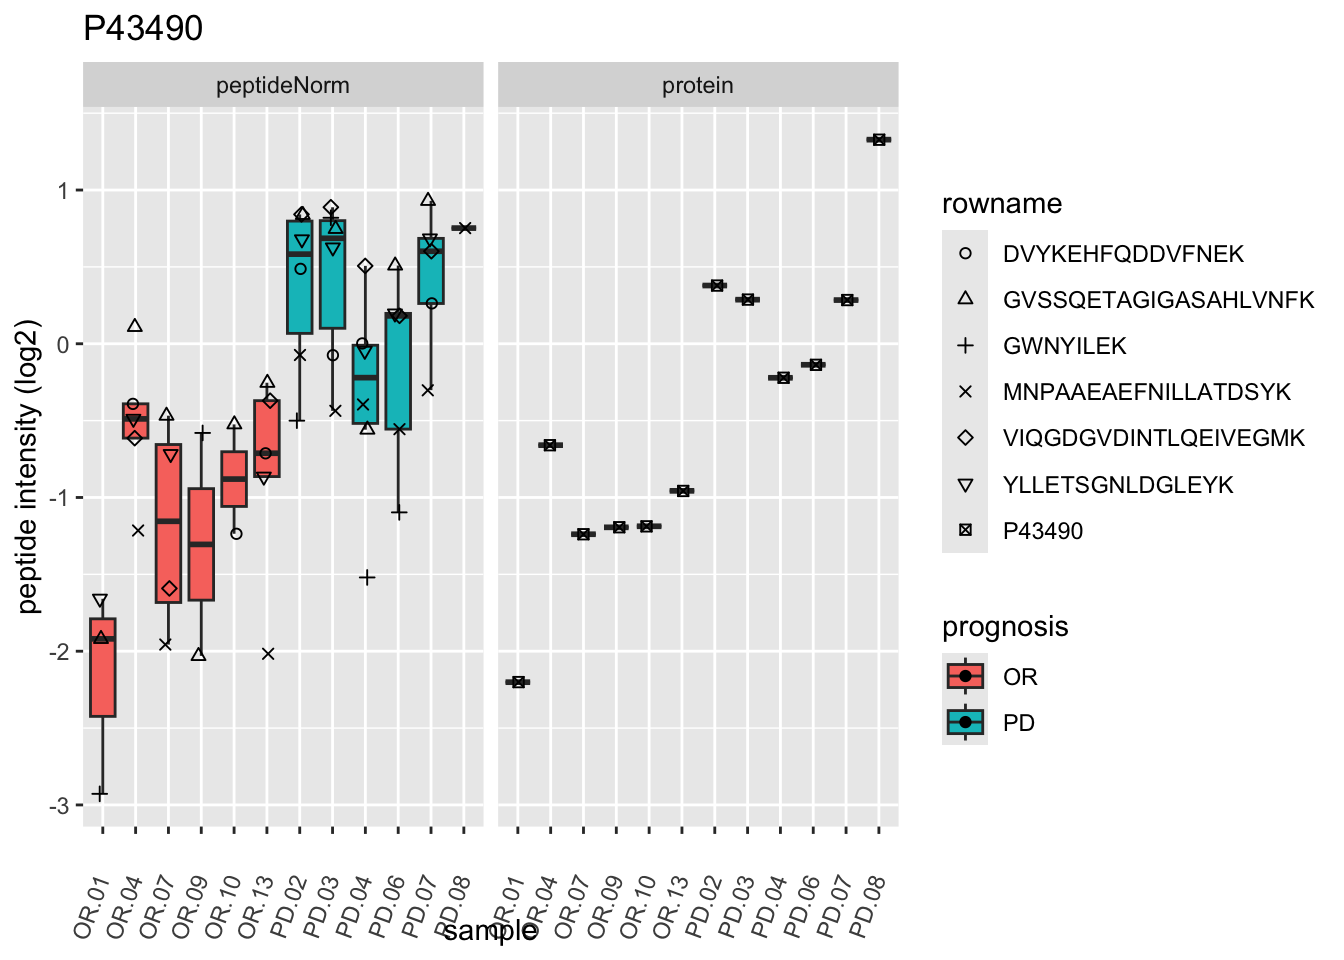 P43490
peptideNorm
protein
peptide intensity (log2)
1
0
-1
-2
-3
OR.01
OR.04
OR.07
OR.09
OR.10
OR.13
PD.02
PD.03
PD.04
PD.06
PD.07
PD.08
OR.01
OR.04
OR.07
OR.09
OR.10
OR.13
PD.02
PD.03
PD.04
PD.06
PD.07
PD.08
sample
rowname
DVYKEHFQDDVFNEK
GVSSQETAGIGASAHLVNFK
GWNYILEK
MNPAAEAEFNILLATDSYK
VIQGDGVDINTLQEIVEGMK
YLLETSGNLDGLEYK
P43490
prognosis
OR
PD